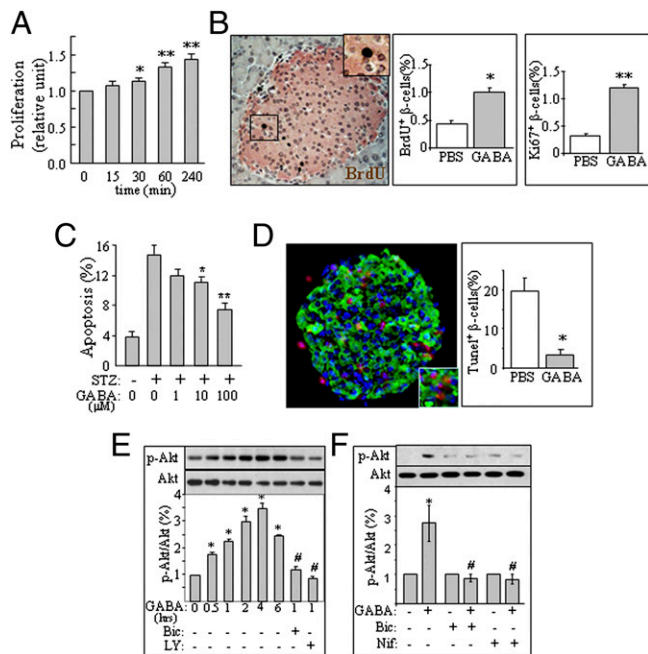 A
Proliferation
(relative unit)
1.5
1.0
0.5
0.0
* ** **
0 15 30 60 240
time (min)
B
BrdU
BrdU+ β-cells(%)
1.5
1.0
0.5
0
*
PBS GABA
Ki67+ β-cells(%)
1.5
1.0
0.5
0
**
PBS GABA
C
Apoptosis (%)
16
12
8
4
0
* **
STZ: - + + + +
GABA: 0 0 1 10 100
(μM)
D
Tunel+ β-cells(%)
20
10
0
*
PBS GABA
E
p-Akt
Akt
p-Akt/Akt (%)
4
3
2
1
* * * * * # #
GABA: 0 0.5 1 2 4 6 1 1
(hrs)
Bic: - - - - - - + -
LY: - - - - - - - +
F
p-Akt
Akt
p-Akt/Akt (%)
4
3
2
1
* # #
GABA: - + - + - +
Bic: - - + + - -
Nif: - - - - + +